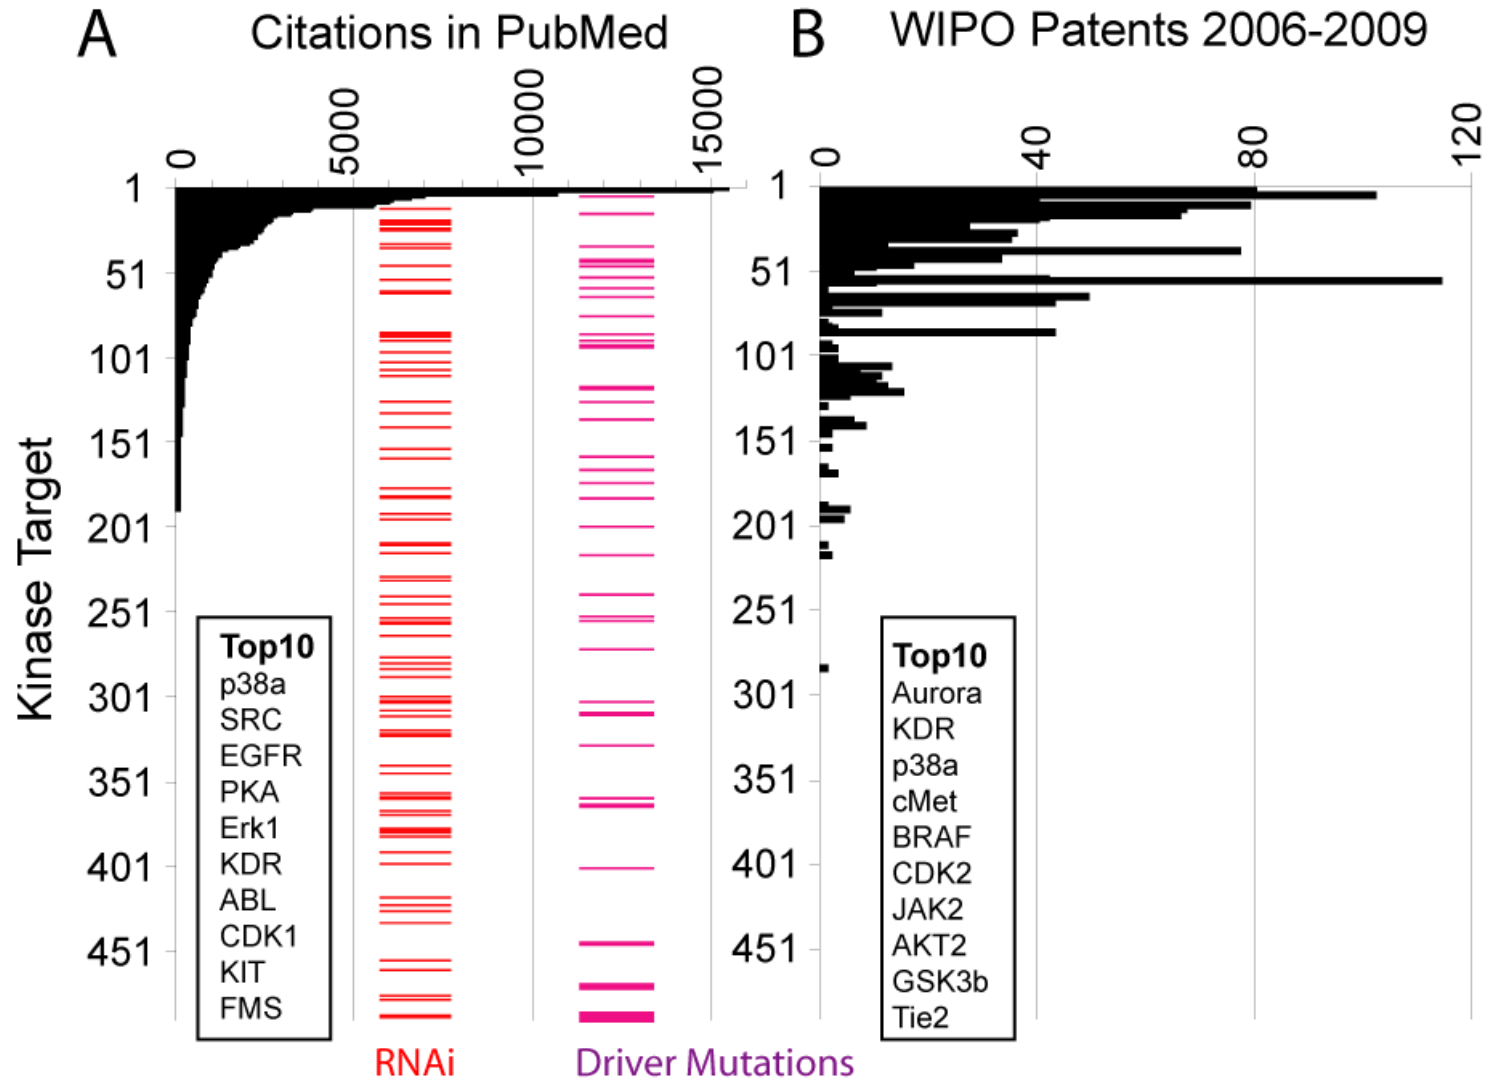 A Citations in PubMed
0 5000 10000 15000
Kinase Target
1
51
101
151
201
251
301
351
401
451
Top10
p38a
SRC
EGFR
PKA
Erk1
KDR
ABL
CDK1
KIT
FMS
RNAi
Driver Mutations
B WIPO Patents 2006-2009
0 40 80 120
1
51
101
151
201
251
301
351
401
451
Top10
Aurora
KDR
p38a
cMet
BRAF
CDK2
JAK2
AKT2
GSK3b
Tie2